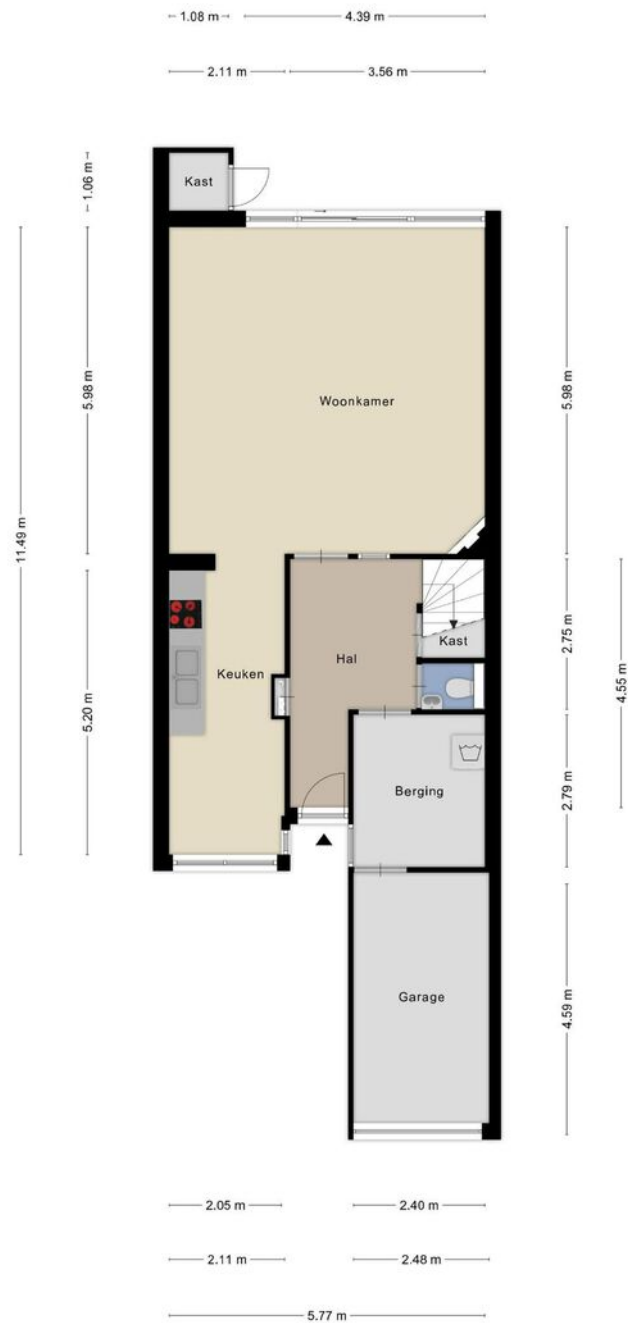 1.08 m
4.39 m
2.11 m
3.56 m
1.06 m
Kast
11.49 m
5.98 m
Woonkamer
5.98 m
5.20 m
Keuken
Hal
Kast
2.75 m
4.55 m
Berging
2.79 m
Garage
4.59 m
2.05 m
2.40 m
2.11 m
2.48 m
5.77 m